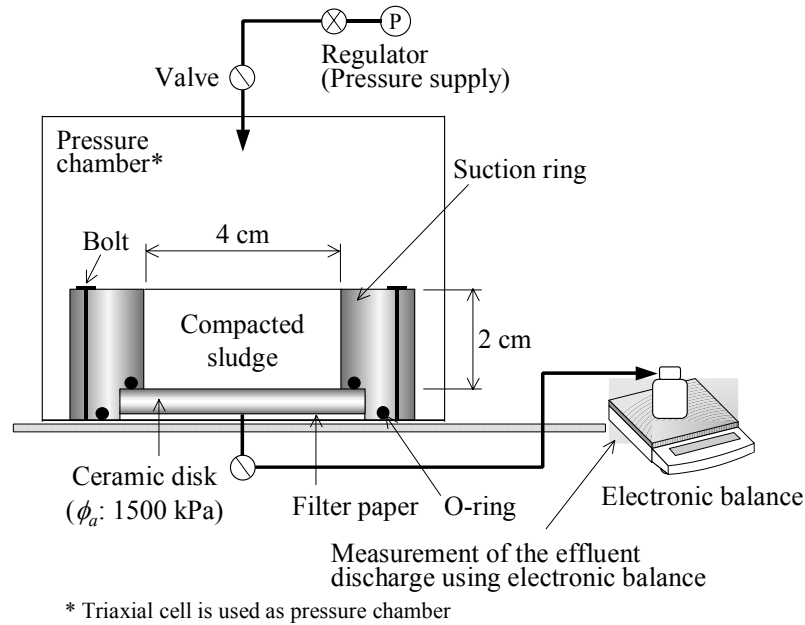 P
Regulator
(Pressure supply)
Valve
Pressure
chamber*
Suction ring
Bolt
4 cm
Compacted
sludge
2 cm
Ceramic disk
(ϕₐ: 1500 kPa)
Filter paper
O-ring
Electronic balance
Measurement of the effluent
discharge using electronic balance
* Triaxial cell is used as pressure chamber